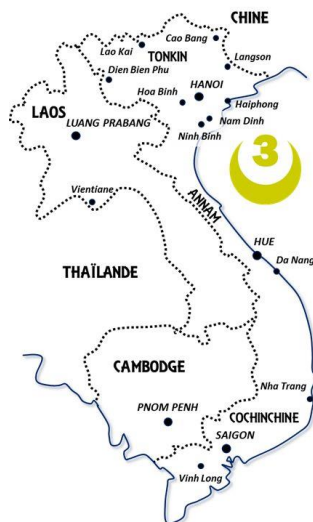 CHINE
Cao Bang
Lao Kai
TONKIN
Langson
Dien Bien Phu
Hoa Binh
HANOI
Haiphong
LAOS
Nam Dinh
LUANG PRABANG
Ninh Binh
3
Vientiane
ANNAM
HUE
Da Nang
THAÏLANDE
CAMBODGE
Nha Trang
PNOM PENH
COCHINCHINE
SAIGON
Vinh Long